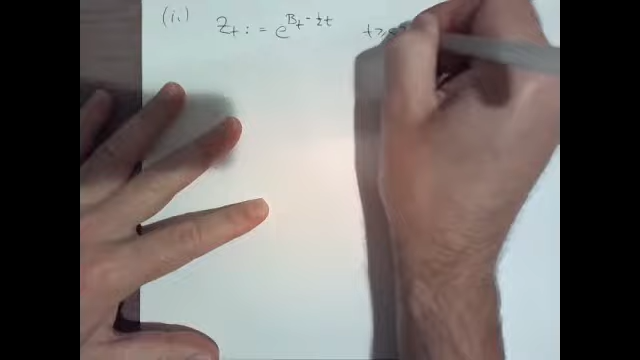 (ii) Z_t := e^{B_t - ½t} t ≥